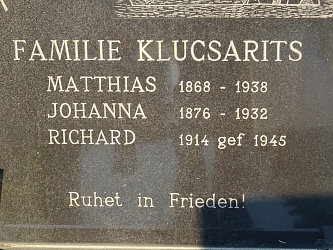 FAMILIE KLUCSARITS
MATTHIAS 1868 - 1938
JOHANNA 1876 - 1932
RICHARD 1914 gef 1945
Ruhet in Frieden!